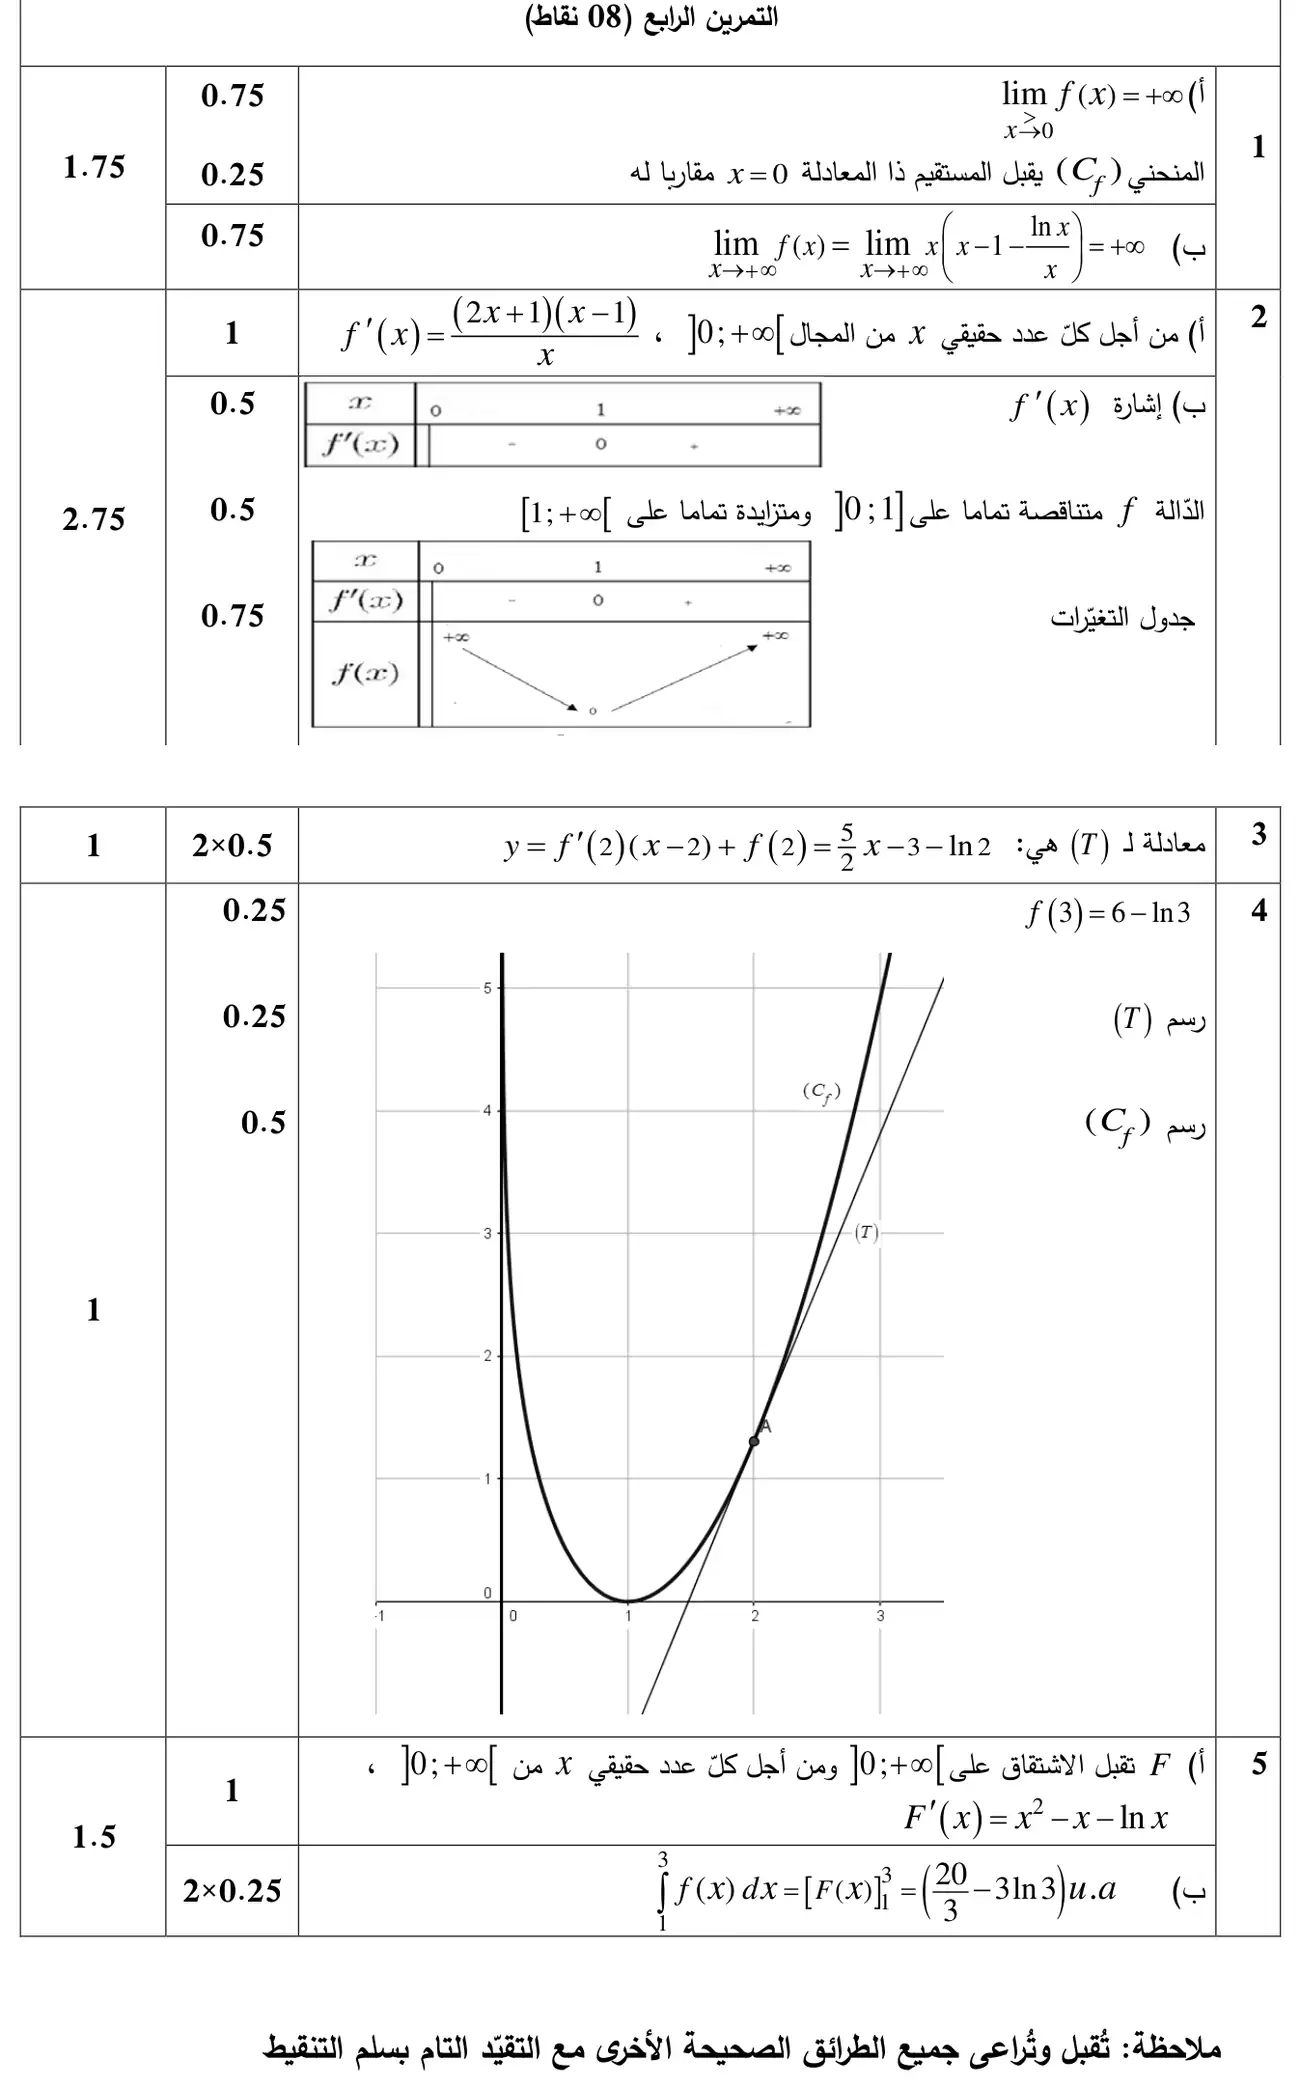 التمرين الرابع (08 نقاط)
1
أ) lim f(x) = +∞
x→0 (>)
0.75
1.75
المنحني (C_f) يقبل المستقيم ذا المعادلة x = 0 مقاربا له
0.25
ب) lim f(x) = lim x(x − 1 − ln x / x) = +∞
x→+∞ x→+∞
0.75
2
أ) من أجل كلّ عدد حقيقي x من المجال ]0;+∞[ ، f′(x) = (2x+1)(x−1) / x
1
2.75
ب) إشارة f′(x)
0.5
x 0 1 +∞
f′(x) − 0 +
الدّالة f متناقصة تماما على ]0;1] ومتزايدة تماما على [1;+∞[
0.5
جدول التغيّرات
0.75
x 0 1 +∞
f′(x) − 0 +
+∞ +∞
f(x)
0
3
معادلة لـ (T) هي: y = f′(2)(x−2) + f(2) = 5/2 x − 3 − ln 2
2×0.5
1
4
f(3) = 6 − ln3
0.25
رسم (T)
0.25
رسم (C_f)
0.5
1
5
4
3
2
1
0
-1 0 1 2 3
(C_f)
(T)
A
5
أ) F تقبل الاشتقاق على ]0;+∞[ ومن أجل كلّ عدد حقيقي x من ]0;+∞[ ،
F′(x) = x² − x − ln x
1
1.5
ب) ∫₁³ f(x) dx = [F(x)]₁³ = (20/3 − 3ln3) u.a
2×0.25
ملاحظة: تُقبل وتُراعى جميع الطرائق الصحيحة الأخرى مع التقيّد التام بسلم التنقيط